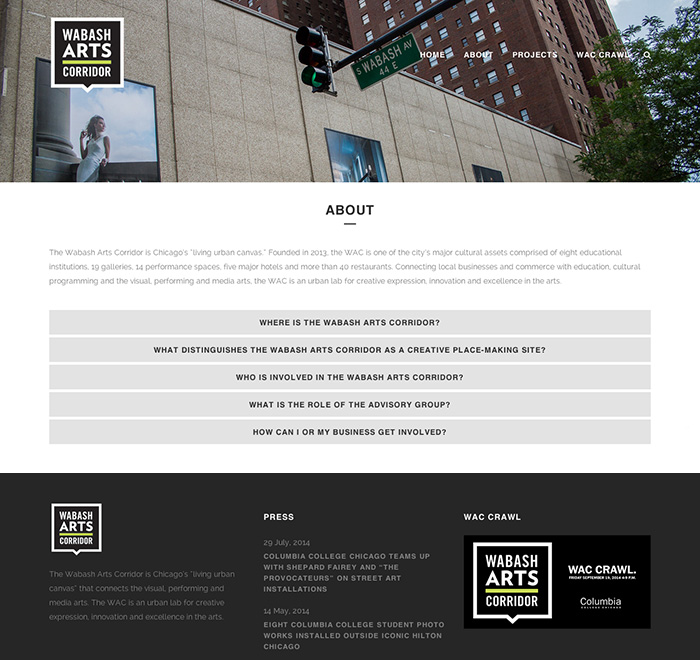 WABASH
ARTS
CORRIDOR
S WABASH AV
44 E
HOME ABOUT PROJECTS WAC CRAWL
ABOUT
The Wabash Arts Corridor is Chicago's "living urban canvas." Founded in 2013, the WAC is one of the city's major cultural assets comprised of eight educational
institutions, 19 galleries, 14 performance spaces, five major hotels and more than 40 restaurants. Connecting local businesses and commerce with education, cultural
programming and the visual, performing and media arts, the WAC is an urban lab for creative expression, innovation and excellence in the arts.
WHERE IS THE WABASH ARTS CORRIDOR?
WHAT DISTINGUISHES THE WABASH ARTS CORRIDOR AS A CREATIVE PLACE-MAKING SITE?
WHO IS INVOLVED IN THE WABASH ARTS CORRIDOR?
WHAT IS THE ROLE OF THE ADVISORY GROUP?
HOW CAN I OR MY BUSINESS GET INVOLVED?
WABASH
ARTS
CORRIDOR
The Wabash Arts Corridor is Chicago's "living urban
canvas" that connects the visual, performing and
media arts. The WAC is an urban lab for creative
expression, innovation and excellence in the arts.
PRESS
29 July, 2014
COLUMBIA COLLEGE CHICAGO TEAMS UP
WITH SHEPARD FAIREY AND "THE
PROVOCATEURS" ON STREET ART
INSTALLATIONS
14 May, 2014
EIGHT COLUMBIA COLLEGE STUDENT PHOTO
WORKS INSTALLED OUTSIDE ICONIC HILTON
CHICAGO
WAC CRAWL
WABASH
ARTS
CORRIDOR
WAC CRAWL.
FRIDAY SEPTEMBER 19, 2014 4-9 P.M.
Columbia
COLLEGE CHICAGO